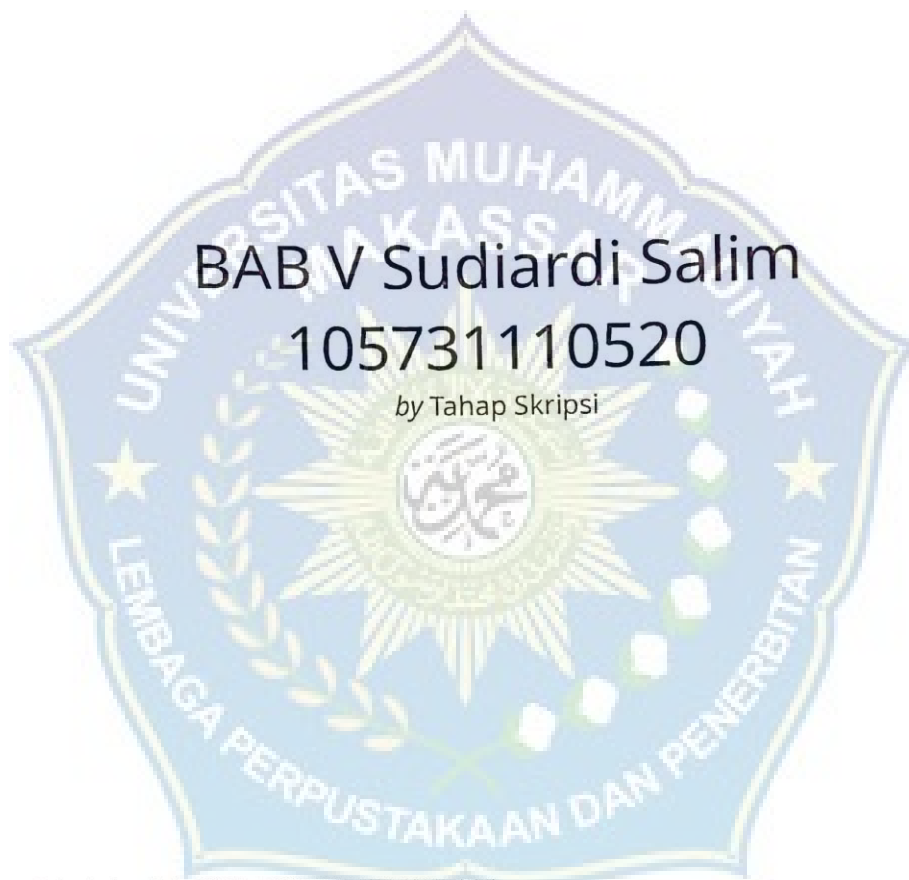 UNIVERSITAS MUHAMMADIYAH
MAKASSAR
BAB V Sudiardi Salim
105731110520
by Tahap Skripsi
LEMBAGA PERPUSTAKAAN DAN PENERBITAN